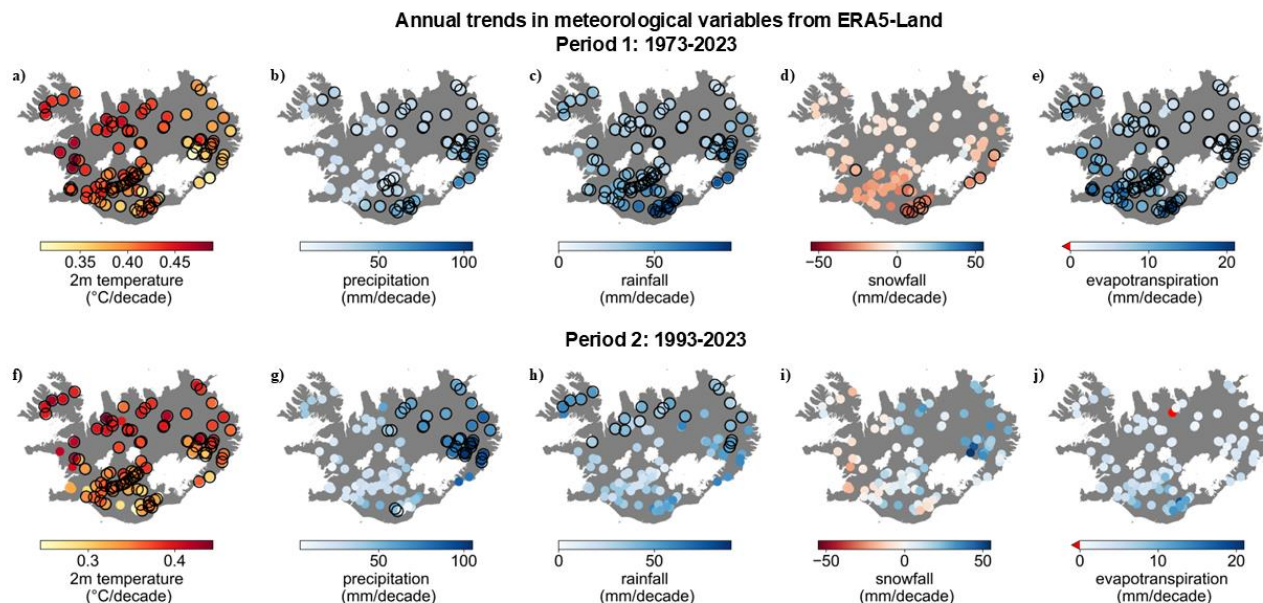 Annual trends in meteorological variables from ERA5-Land
Period 1: 1973-2023
a) b) c) d) e)
0.35 0.40 0.45 50 100 0 50 −50 0 50 0 10 20
2m temperature precipitation rainfall snowfall evapotranspiration
(°C/decade) (mm/decade) (mm/decade) (mm/decade) (mm/decade)
Period 2: 1993-2023
f) g) h) i) j)
0.3 0.4 50 100 0 50 −50 0 50 0 10 20
2m temperature precipitation rainfall snowfall evapotranspiration
(°C/decade) (mm/decade) (mm/decade) (mm/decade) (mm/decade)